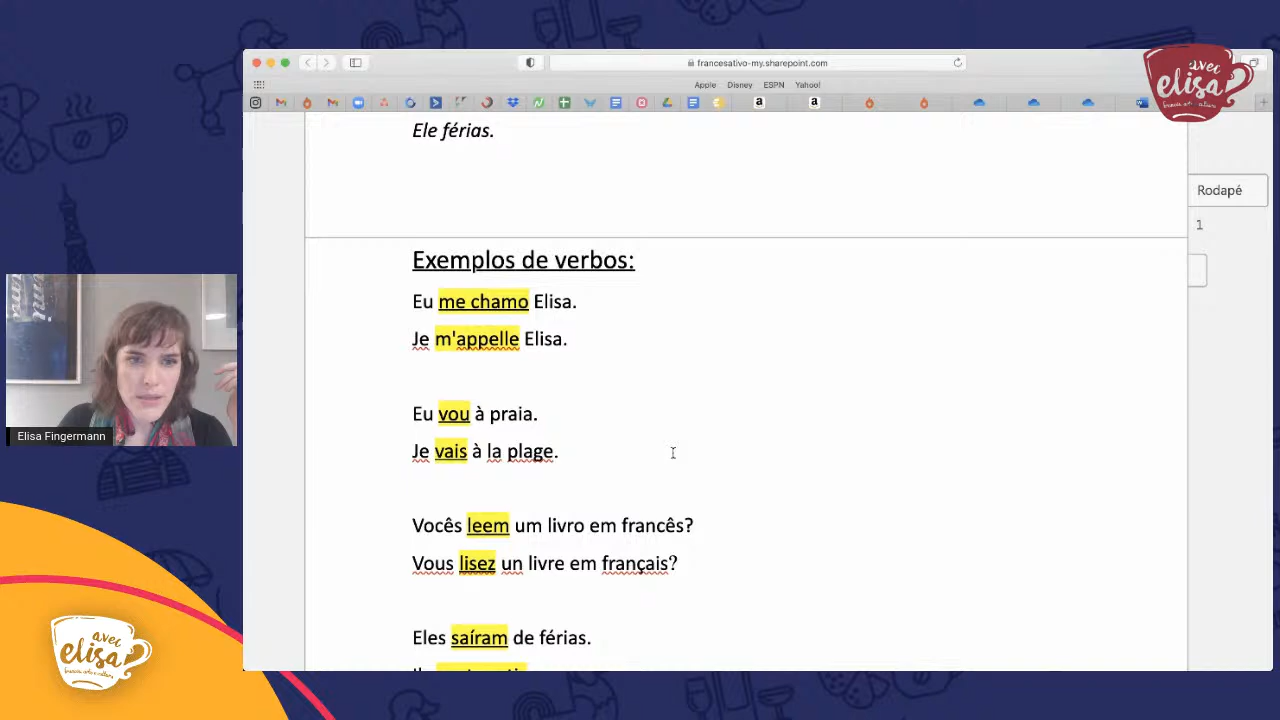 francesativo-my.sharepoint.com
Apple Disney ESPN Yahoo!
avec
elisa
Ele férias.
Rodapé
1
Exemplos de verbos:
Eu me chamo Elisa.
Je m'appelle Elisa.
Eu vou à praia.
Je vais à la plage.
Vocês leem um livro em francês?
Vous lisez un livre em français?
Eles saíram de férias.
Elisa Fingermann
avec
elisa